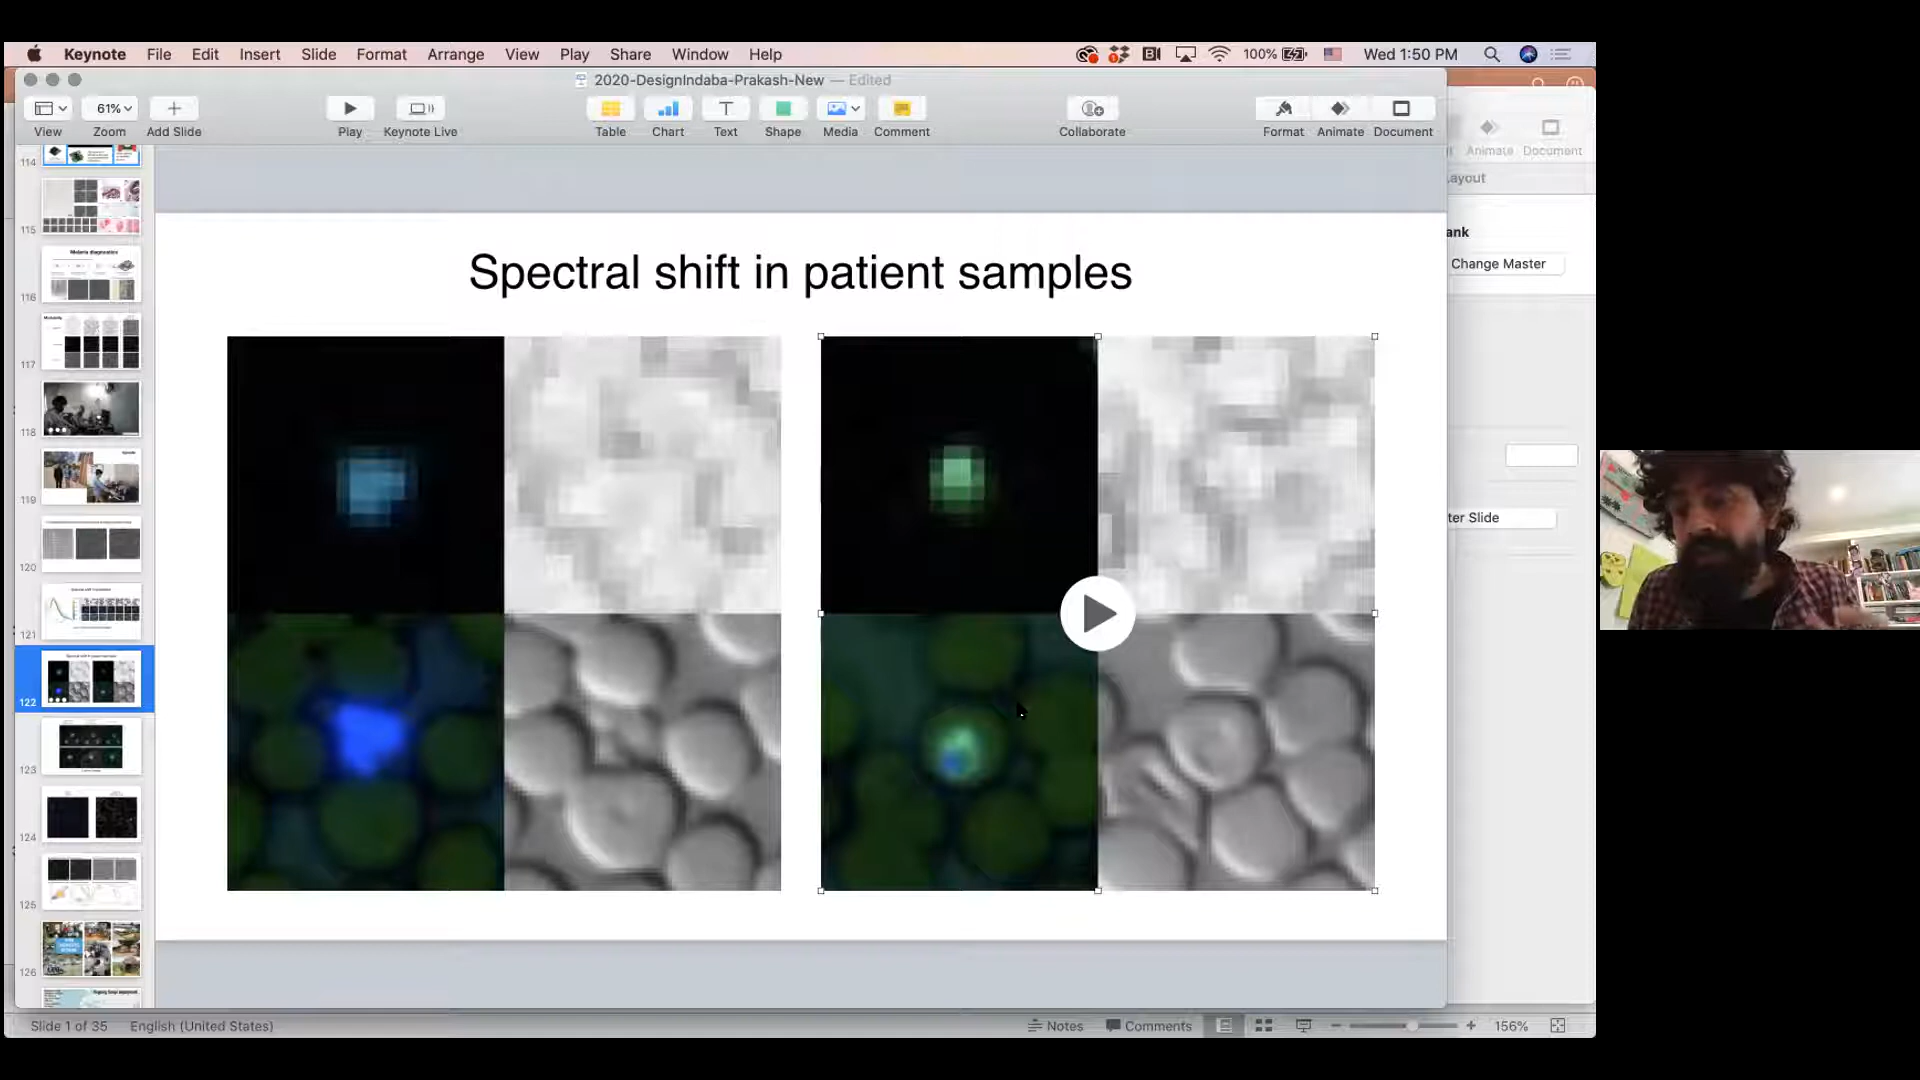 Keynote File Edit Insert Slide Format Arrange View Play Share Window Help 100% Wed 1:50 PM
2020-DesignIndaba-Prakash-New — Edited
61%
View Zoom Add Slide Play Keynote Live Table Chart Text Shape Media Comment Collaborate Format Animate Document
Animate Document
ayout
ank
Change Master
ter Slide
114
115
Malaria diagnostics
116
117
118
119
120
121
122
123
124
125
126
Spectral shift in patient samples
Slide 1 of 35 English (United States) Notes Comments 156%